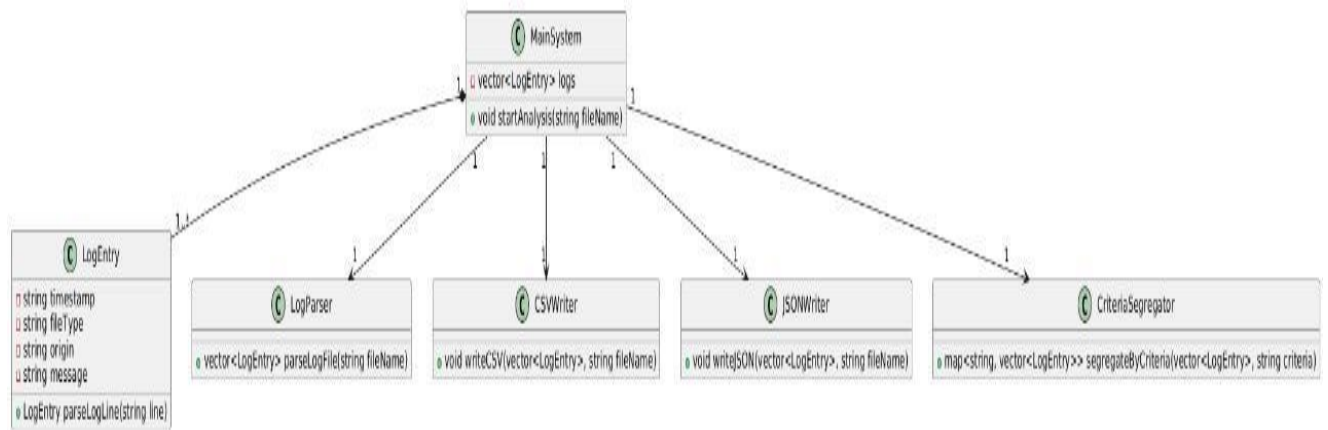 C MainSystem
vector<LogEntry> logs
void startAnalysis(string fileName)
1
1
1
1
1
1..*
1
1
1
1
C LogEntry
string timestamp
string fileType
string origin
string message
LogEntry parseLogLine(string line)
C LogParser
vector<LogEntry> parseLogFile(string fileName)
C CSVWriter
void writeCSV(vector<LogEntry>, string fileName)
C JSONWriter
void writeJSON(vector<LogEntry>, string fileName)
C CriteriaSegregator
map<string, vector<LogEntry>> segregateByCriteria(vector<LogEntry>, string criteria)